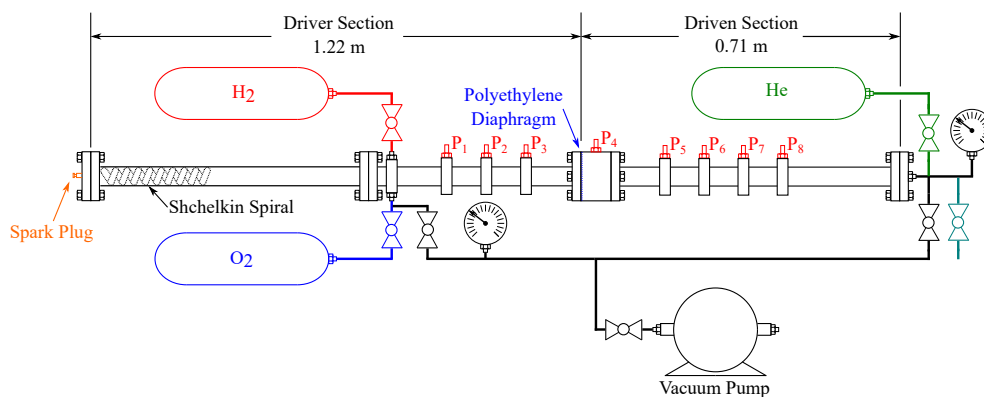 Driver Section
1.22 m
Driven Section
0.71 m
H2
Polyethylene
Diaphragm
He
P1
P2
P3
P4
P5
P6
P7
P8
Shchelkin Spiral
Spark Plug
O2
Vacuum Pump